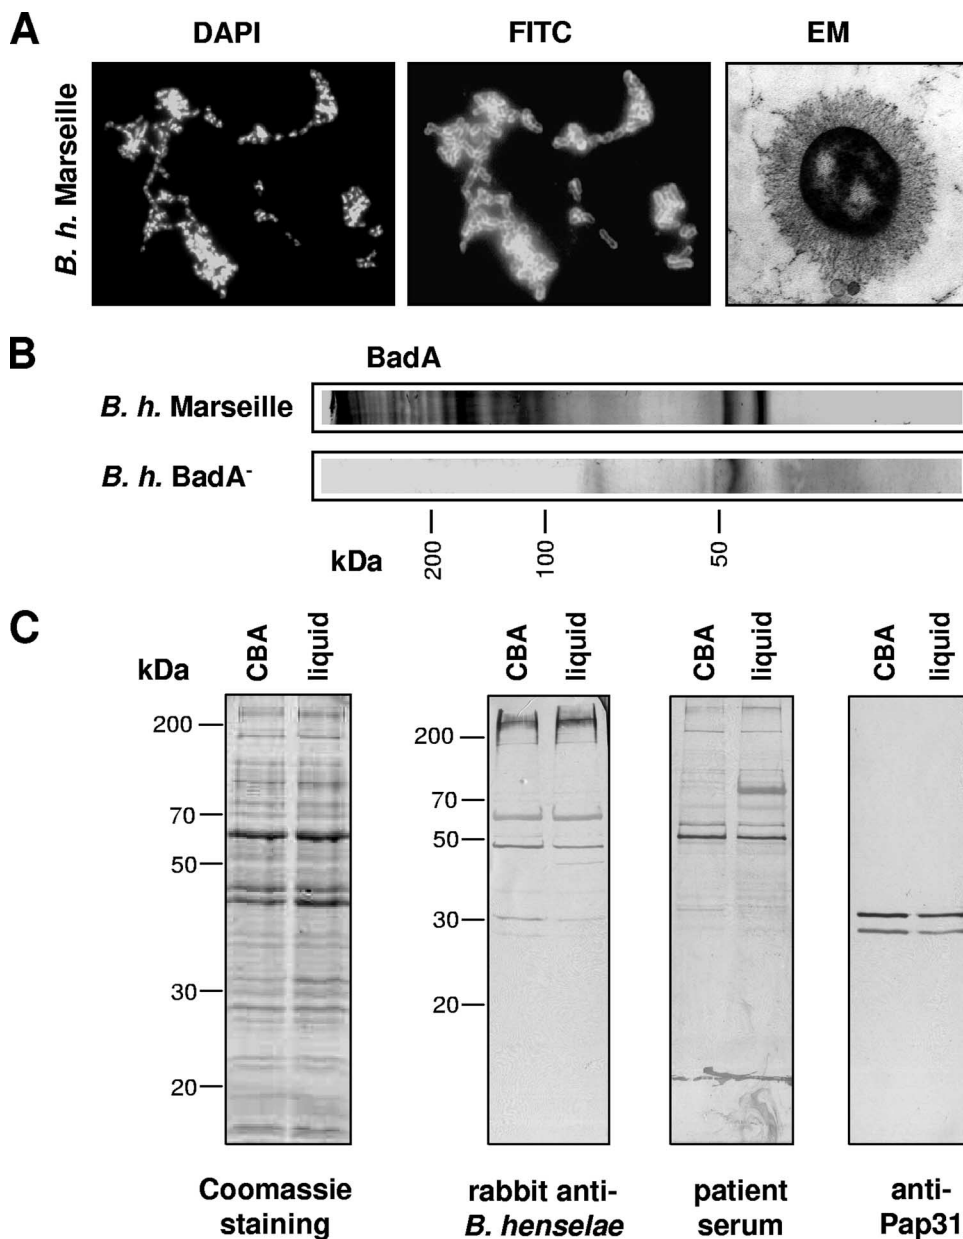 A
DAPI
FITC
EM
B. h. Marseille
B
BadA
B. h. Marseille
B. h. BadA-
kDa
200
100
50
C
kDa
CBA
liquid
CBA
liquid
CBA
liquid
CBA
liquid
200
70
50
30
20
200
70
50
30
20
Coomassie
staining
rabbit anti-
B. henselae
patient
serum
anti-
Pap31